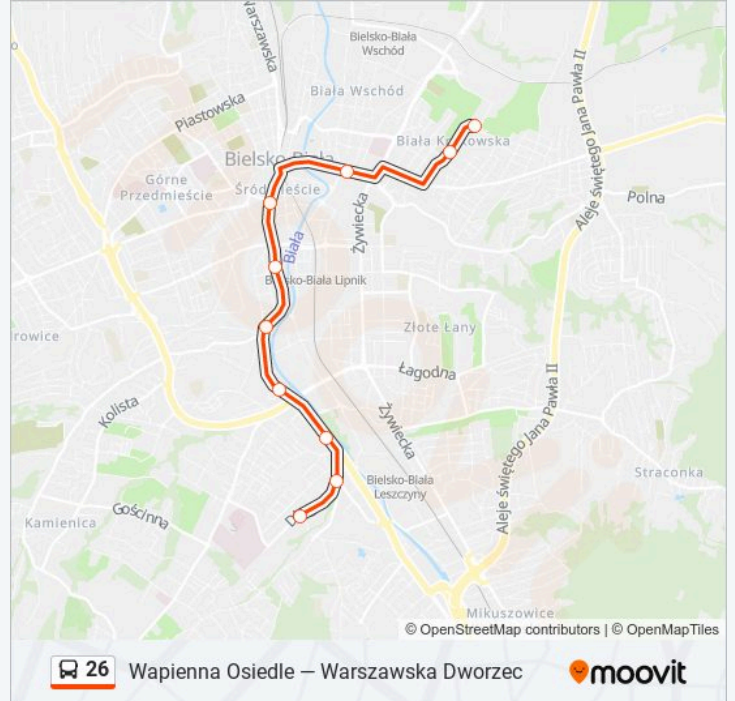 Warszawska
Bielsko-Biała
Wschód
Biała Wschód
Piastowska
Aleje świętego Jana Pawła II
Biała Krakowska
Bielsko-Biała
Górne
Przedmieście
Śródmieście
Żywiecka
Polna
Biała
Bielsko-Biała Lipnik
Złote Łany
Łagodna
Kolista
Żywiecka
Aleje świętego Jana Pawła II
Bielsko-Biała
Leszczyny
Straconka
Gościnna
Kamienica
Mikuszowice
© OpenStreetMap contributors | © OpenMapTiles
26 Wapienna Osiedle — Warszawska Dworzec
moovit